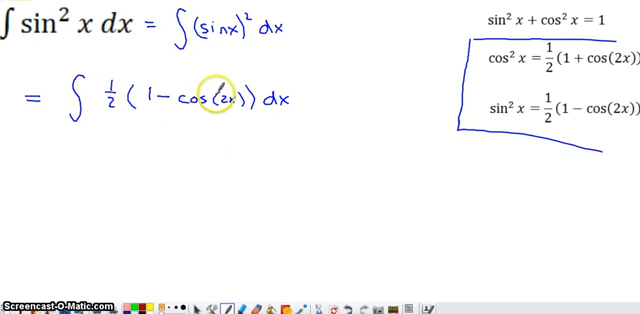 ∫ sin² x dx = ∫ (sinx)² dx
= ∫ 1/2 (1 − cos(2x)) dx
sin² x + cos² x = 1
cos² x = 1/2 (1 + cos(2x))
sin² x = 1/2 (1 − cos(2x))
Screencast-O-Matic.com